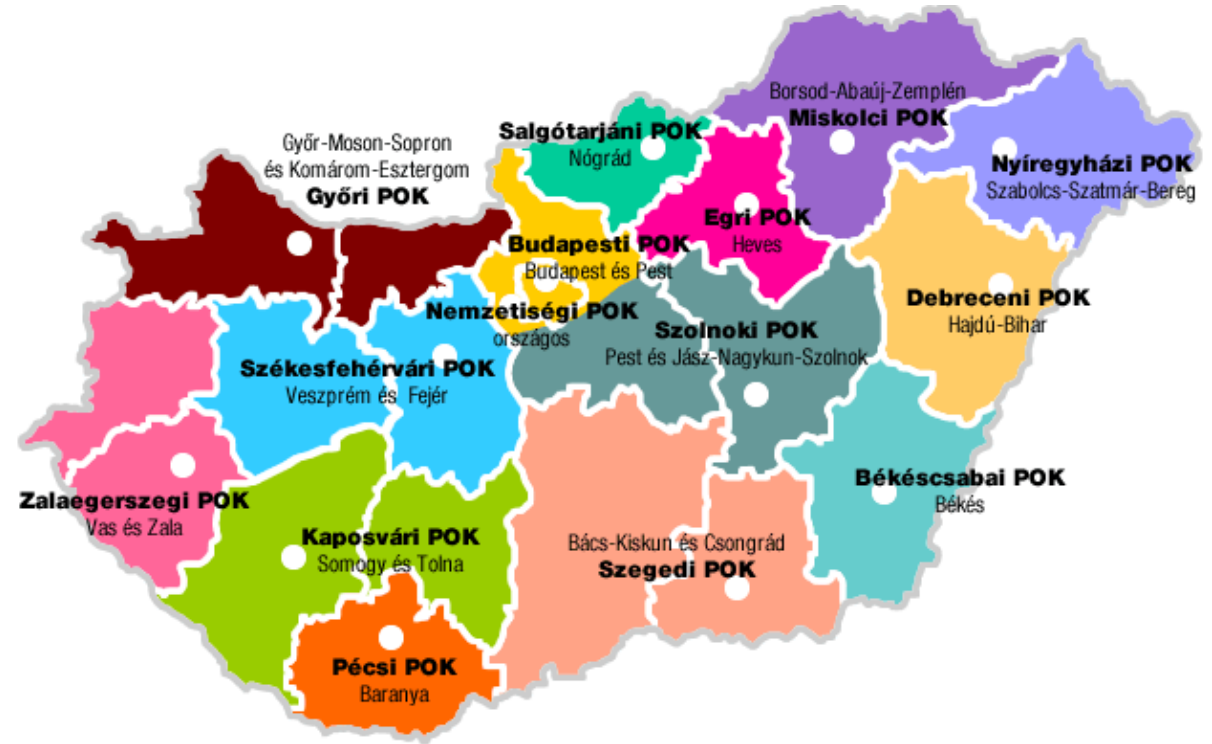 Borsod-Abaúj-Zemplén
Miskolci POK
Győr-Moson-Sopron
és Komárom-Esztergom
Győri POK
Salgótarjáni POK
Nógrád
Nyíregyházi POK
Szabolcs-Szatmár-Bereg
Egri POK
Heves
Budapesti POK
Budapest és Pest
Debreceni POK
Hajdú-Bihar
Nemzetiségi POK
országos
Szolnoki POK
Pest és Jász-Nagykun-Szolnok
Székesfehérvári POK
Veszprém és Fejér
Békéscsabai POK
Békés
Zalaegerszegi POK
Vas és Zala
Kaposvári POK
Somogy és Tolna
Bács-Kiskun és Csongrád
Szegedi POK
Pécsi POK
Baranya